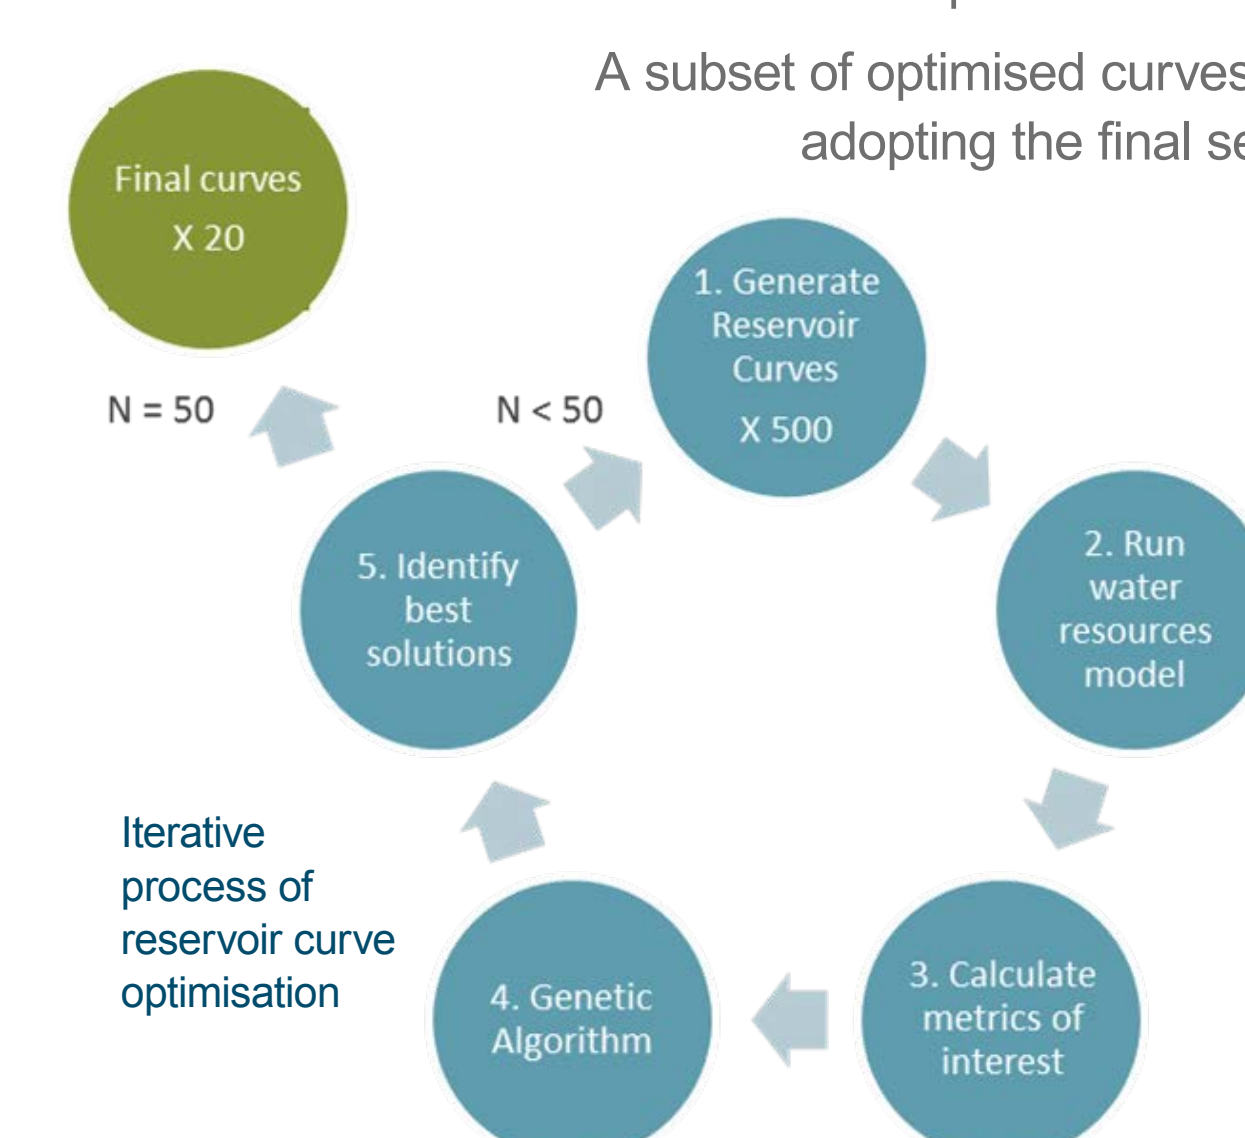 A subset of optimised curves
adopting the final se
Final curves
X 20
1. Generate
Reservoir
Curves
X 500
N = 50
N < 50
2. Run
water
resources
model
5. Identify
best
solutions
Iterative
process of
reservoir curve
optimisation
3. Calculate
metrics of
interest
4. Genetic
Algorithm